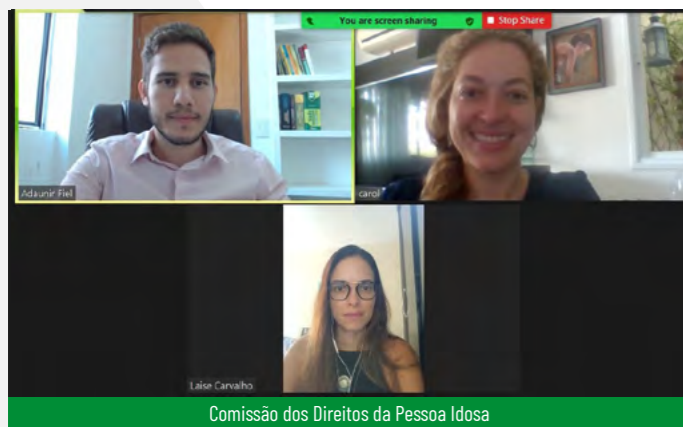 You are screen sharing
Stop Share
Adaunir Fiel
carol
Laise Carvalho
Comissão dos Direitos da Pessoa Idosa